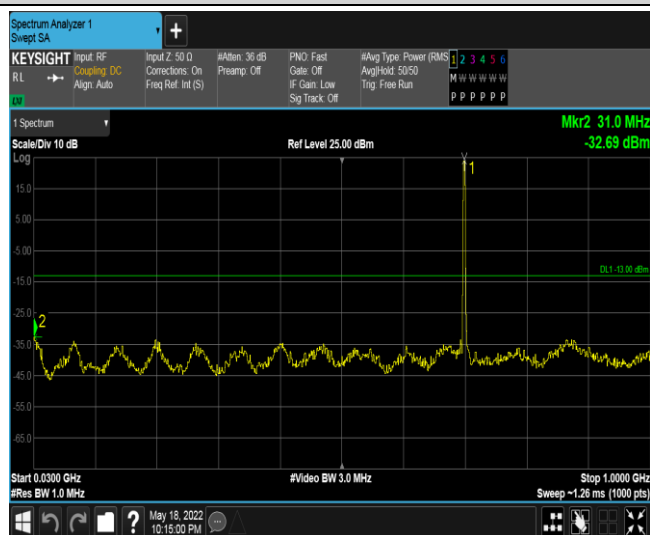 Spectrum Analyzer 1
Swept SA
KEYSIGHT
RL
Input: RF
Coupling: DC
Align: Auto
Input Z: 50 Ω
Corrections: On
Freq Ref: Int (S)
#Atten: 36 dB
Preamp: Off
PNO: Fast
Gate: Off
IF Gain: Low
Sig Track: Off
#Avg Type: Power (RMS
Avg|Hold: 50/50
Trig: Free Run
1 2 3 4 5 6
M W W W W W
P P P P P P
1 Spectrum
Mkr2 31.0 MHz
Scale/Div 10 dB
Ref Level 25.00 dBm
-32.69 dBm
Log
1
15.0
5.00
-5.00
DL1 -13.00 dBm
-15.0
-25.0
2
-35.0
-45.0
-55.0
-65.0
Start 0.0300 GHz
#Video BW 3.0 MHz
Stop 1.0000 GHz
#Res BW 1.0 MHz
Sweep ~1.26 ms (1000 pts)
?
May 18, 2022
10:15:00 PM